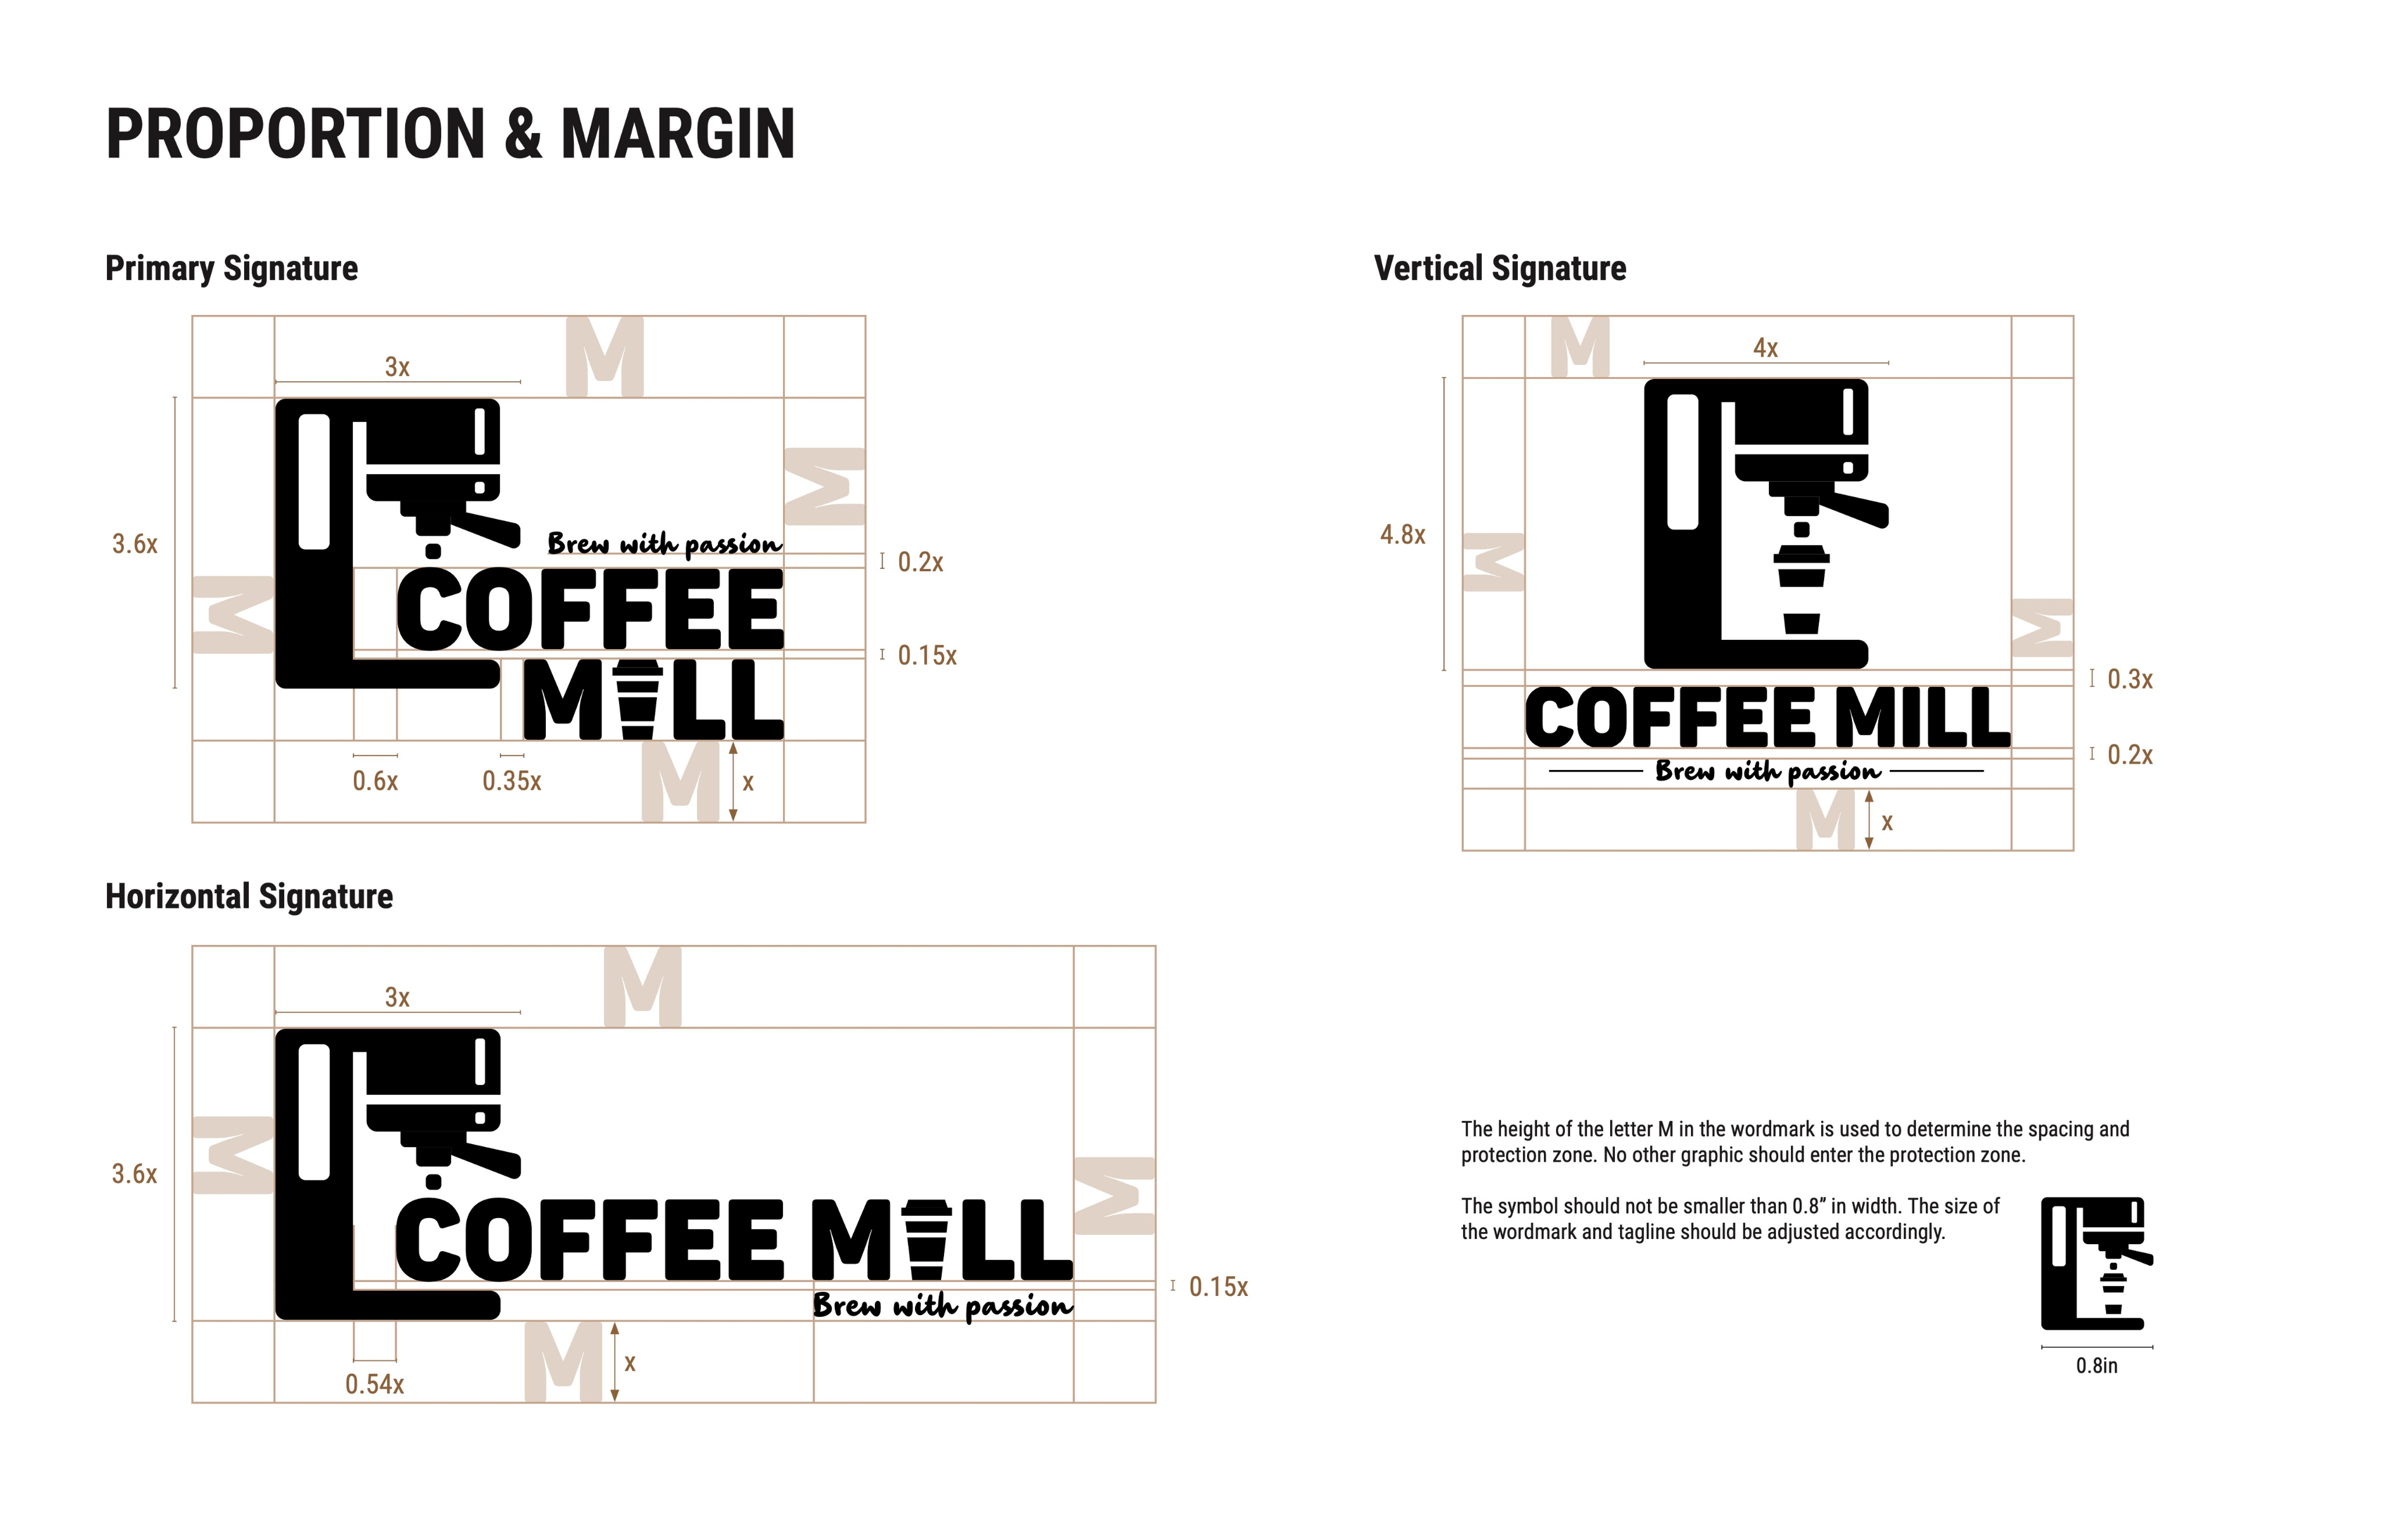 PROPORTION & MARGIN
Primary Signature
M
3x
M
3.6x
M
Brew with passion
0.2x
COFFEE
0.15x
MILL
0.6x
0.35x
M
x
Vertical Signature
M
4x
4.8x
M
M
0.3x
COFFEE MILL
0.2x
Brew with passion
M
x
Horizontal Signature
M
3x
M
3.6x
M
COFFEE MILL
0.15x
Brew with passion
0.54x
M
x
The height of the letter M in the wordmark is used to determine the spacing and
protection zone. No other graphic should enter the protection zone.
The symbol should not be smaller than 0.8” in width. The size of
the wordmark and tagline should be adjusted accordingly.
0.8in